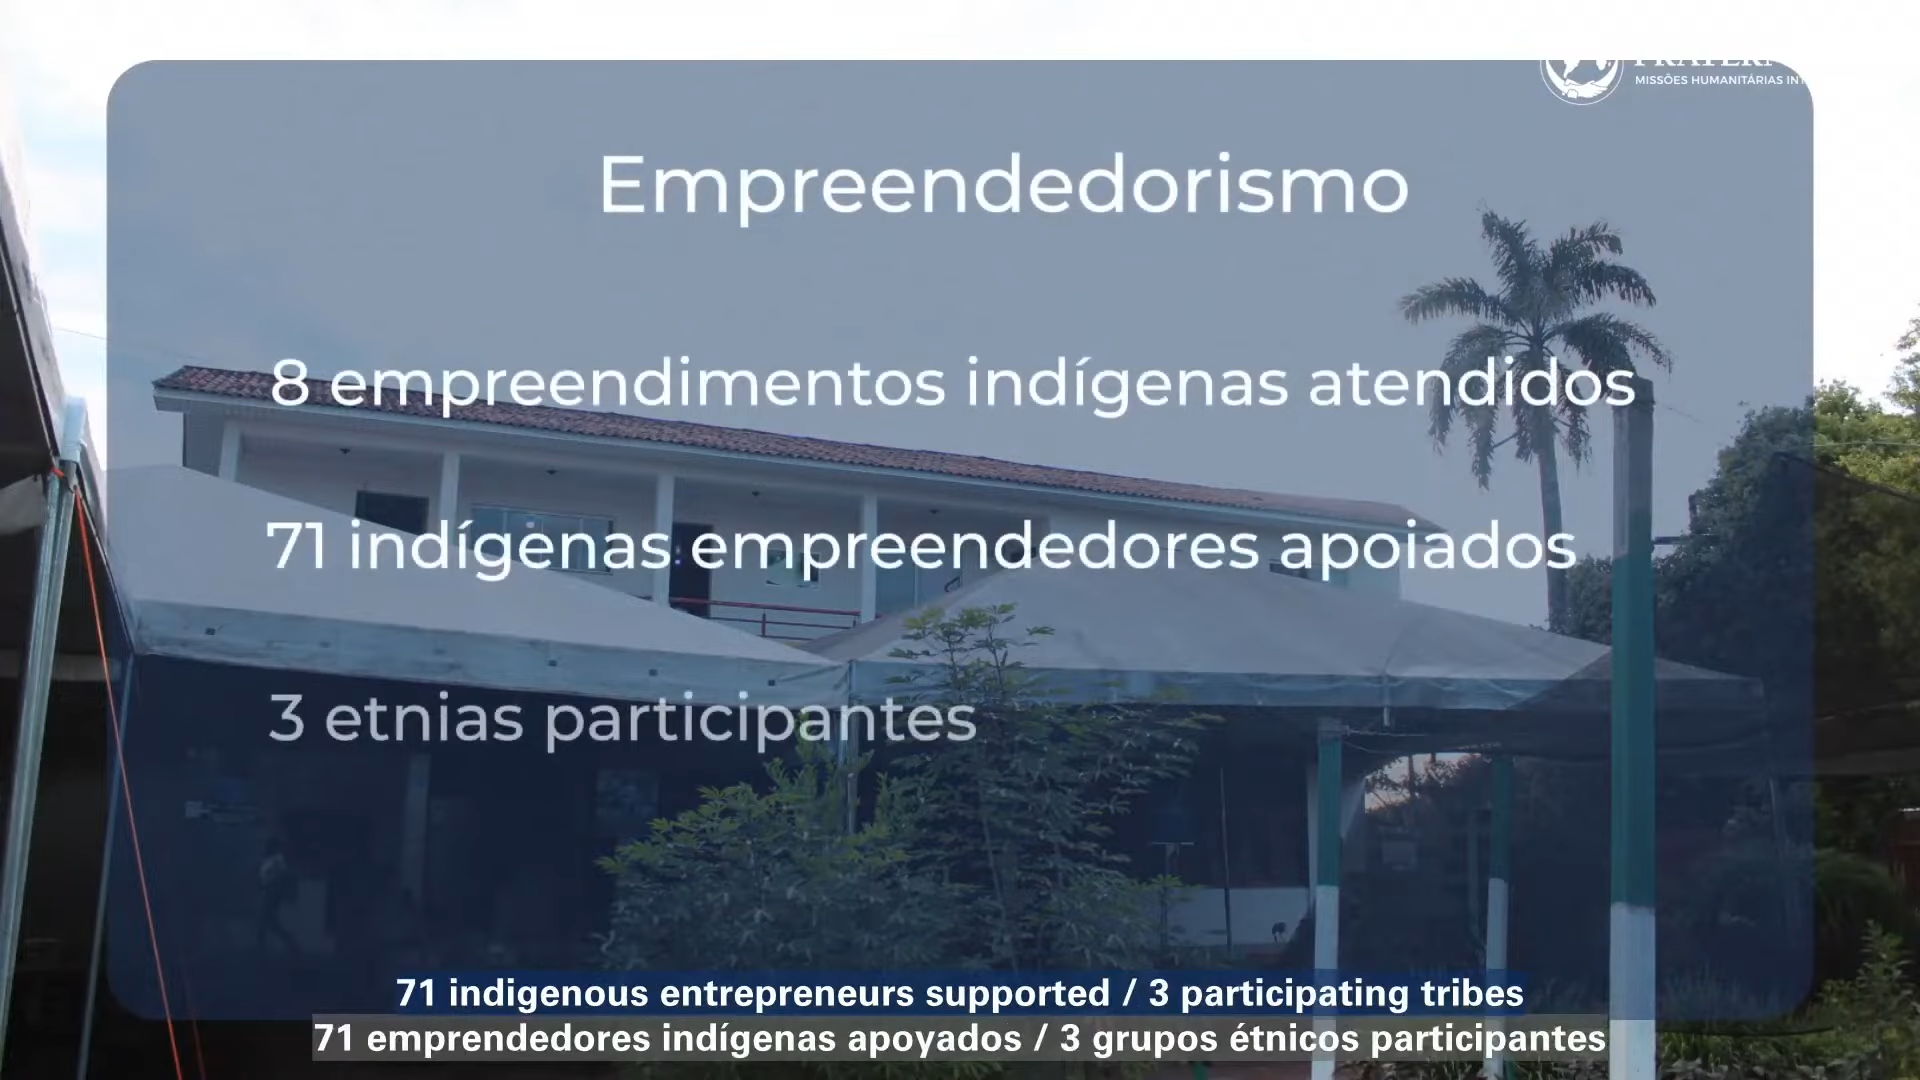 MISSÕES HUMANITÁRIAS
Empreendedorismo
8 empreendimentos indígenas atendidos
71 indígenas empreendedores apoiados
3 etnias participantes
71 indigenous entrepreneurs supported / 3 participating tribes
71 emprendedores indígenas apoyados / 3 grupos étnicos participantes